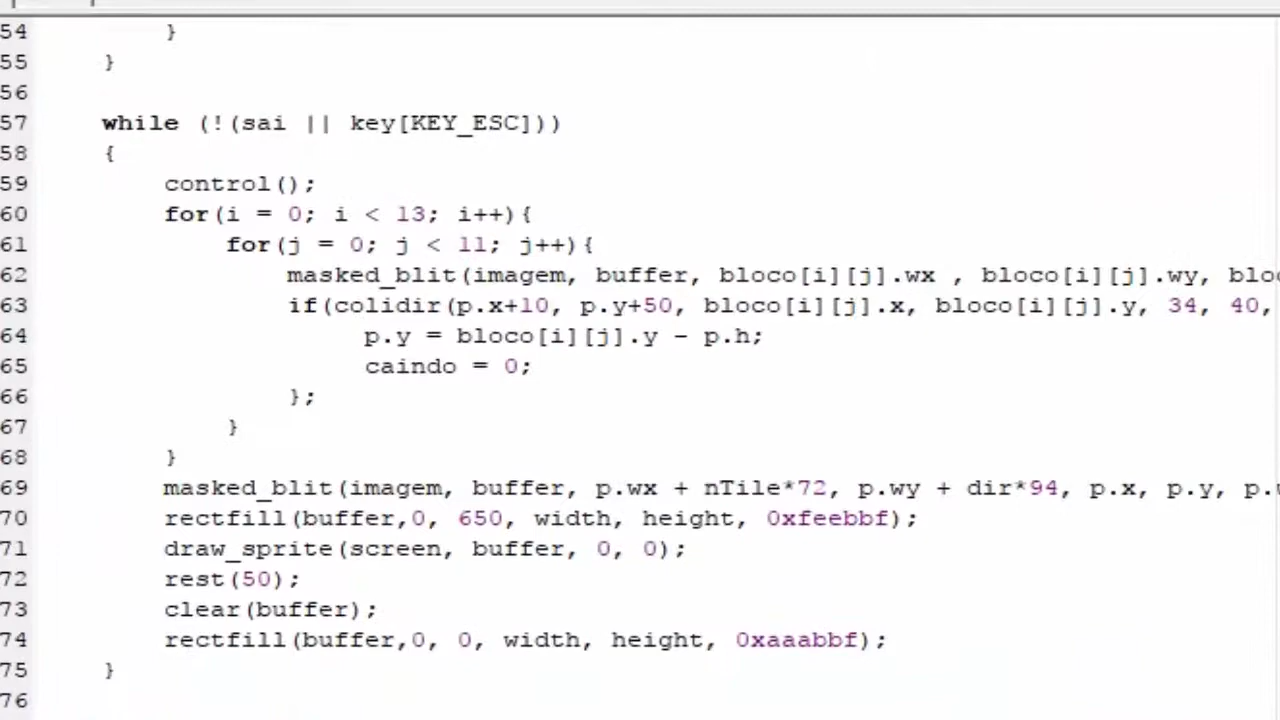 54 }
55 }
56
57 while (!(sai || key[KEY_ESC]))
58 {
59 control();
60 for(i = 0; i < 13; i++){
61 for(j = 0; j < 11; j++){
62 masked_blit(imagem, buffer, bloco[i][j].wx , bloco[i][j].wy, bloc
63 if(colidir(p.x+10, p.y+50, bloco[i][j].x, bloco[i][j].y, 34, 40,
64 p.y = bloco[i][j].y - p.h;
65 caindo = 0;
66 };
67 }
68 }
69 masked_blit(imagem, buffer, p.wx + nTile*72, p.wy + dir*94, p.x, p.y, p.w
70 rectfill(buffer,0, 650, width, height, 0xfeebbf);
71 draw_sprite(screen, buffer, 0, 0);
72 rest(50);
73 clear(buffer);
74 rectfill(buffer,0, 0, width, height, 0xaaabbf);
75 }
76